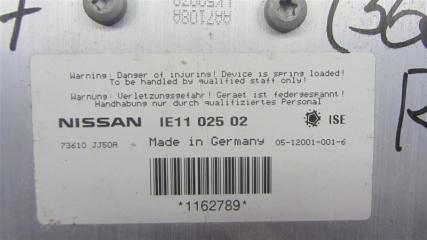 AA7108A
Warning: Danger of injuring! Device is spring loaded!
To be handled by qualified staff only!
Warnung: Verletzungsgefahr! Geraet ist federgespannt!
Handhabung nur durch qualifiziertes Personal
NISSAN IE11 025 02 ISE
73610 JJ50A Made in Germany 05-12001-001-6
*1162789*